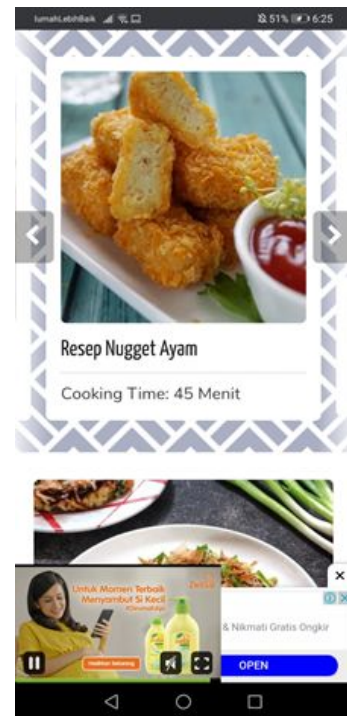 IumahLebihBaik
51%
6:25
Resep Nugget Ayam
Cooking Time: 45 Menit
Untuk Momen Terbaik
Menyambut Si Kecil
Zwitsal
& Nikmati Gratis Ongkir
OPEN